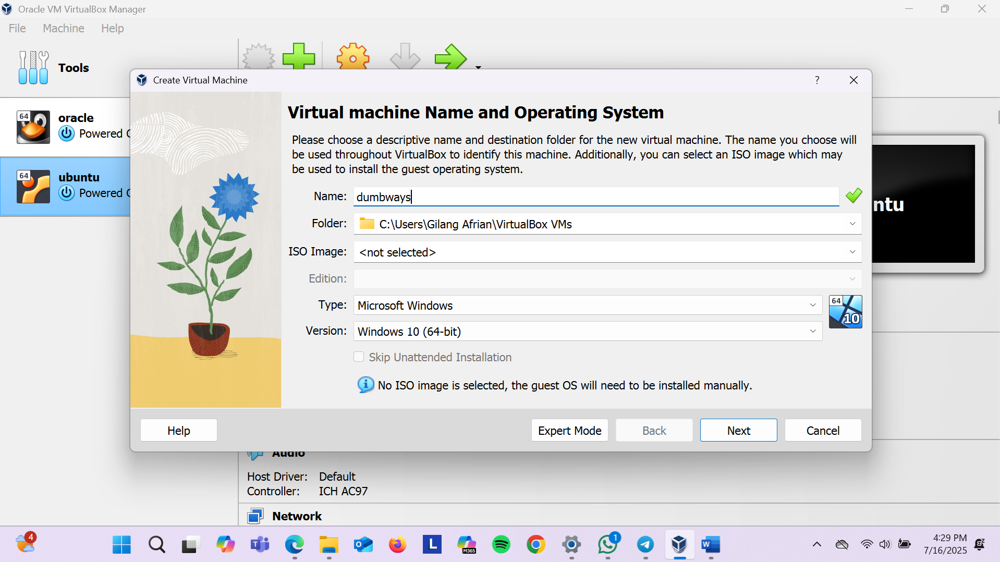 Oracle VM VirtualBox Manager
File Machine Help
Tools
64
oracle
Powered
64
ubuntu
Powered
Create Virtual Machine ?
Virtual machine Name and Operating System
Please choose a descriptive name and destination folder for the new virtual machine. The name you choose will
be used throughout VirtualBox to identify this machine. Additionally, you can select an ISO image which may
be used to install the guest operating system.
Name: dumbways
Folder: C:\Users\Gilang Afrian\VirtualBox VMs
ISO Image: <not selected>
Edition:
Type: Microsoft Windows
64
10
Version: Windows 10 (64-bit)
Skip Unattended Installation
No ISO image is selected, the guest OS will need to be installed manually.
Help Expert Mode Back Next Cancel
ntu
Audio
Host Driver: Default
Controller: ICH AC97
Network
4
L
M365
1
4:29 PM
7/16/2025